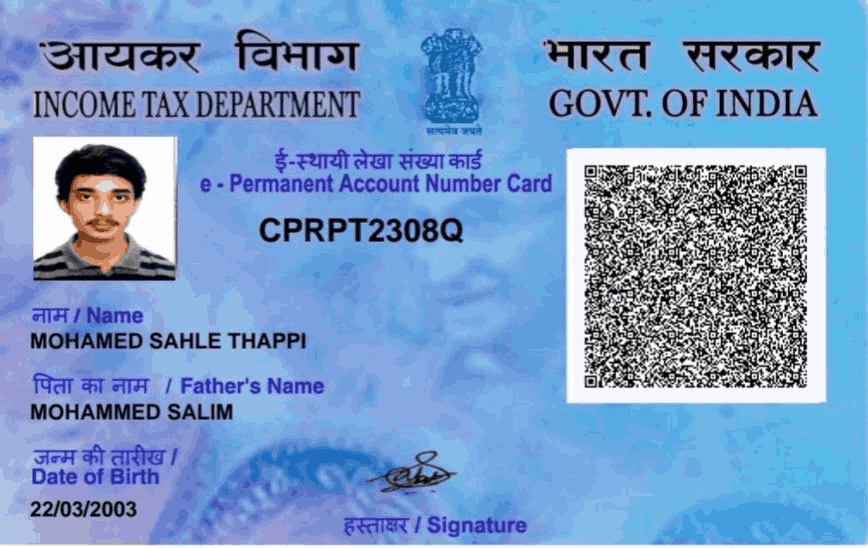 आयकर विभाग
INCOME TAX DEPARTMENT
सत्यमेव जयते
भारत सरकार
GOVT. OF INDIA
ई-स्थायी लेखा संख्या कार्ड
e - Permanent Account Number Card
CPRPT2308Q
नाम / Name
MOHAMED SAHLE THAPPI
पिता का नाम / Father's Name
MOHAMMED SALIM
जन्म की तारीख /
Date of Birth
22/03/2003
हस्ताक्षर / Signature